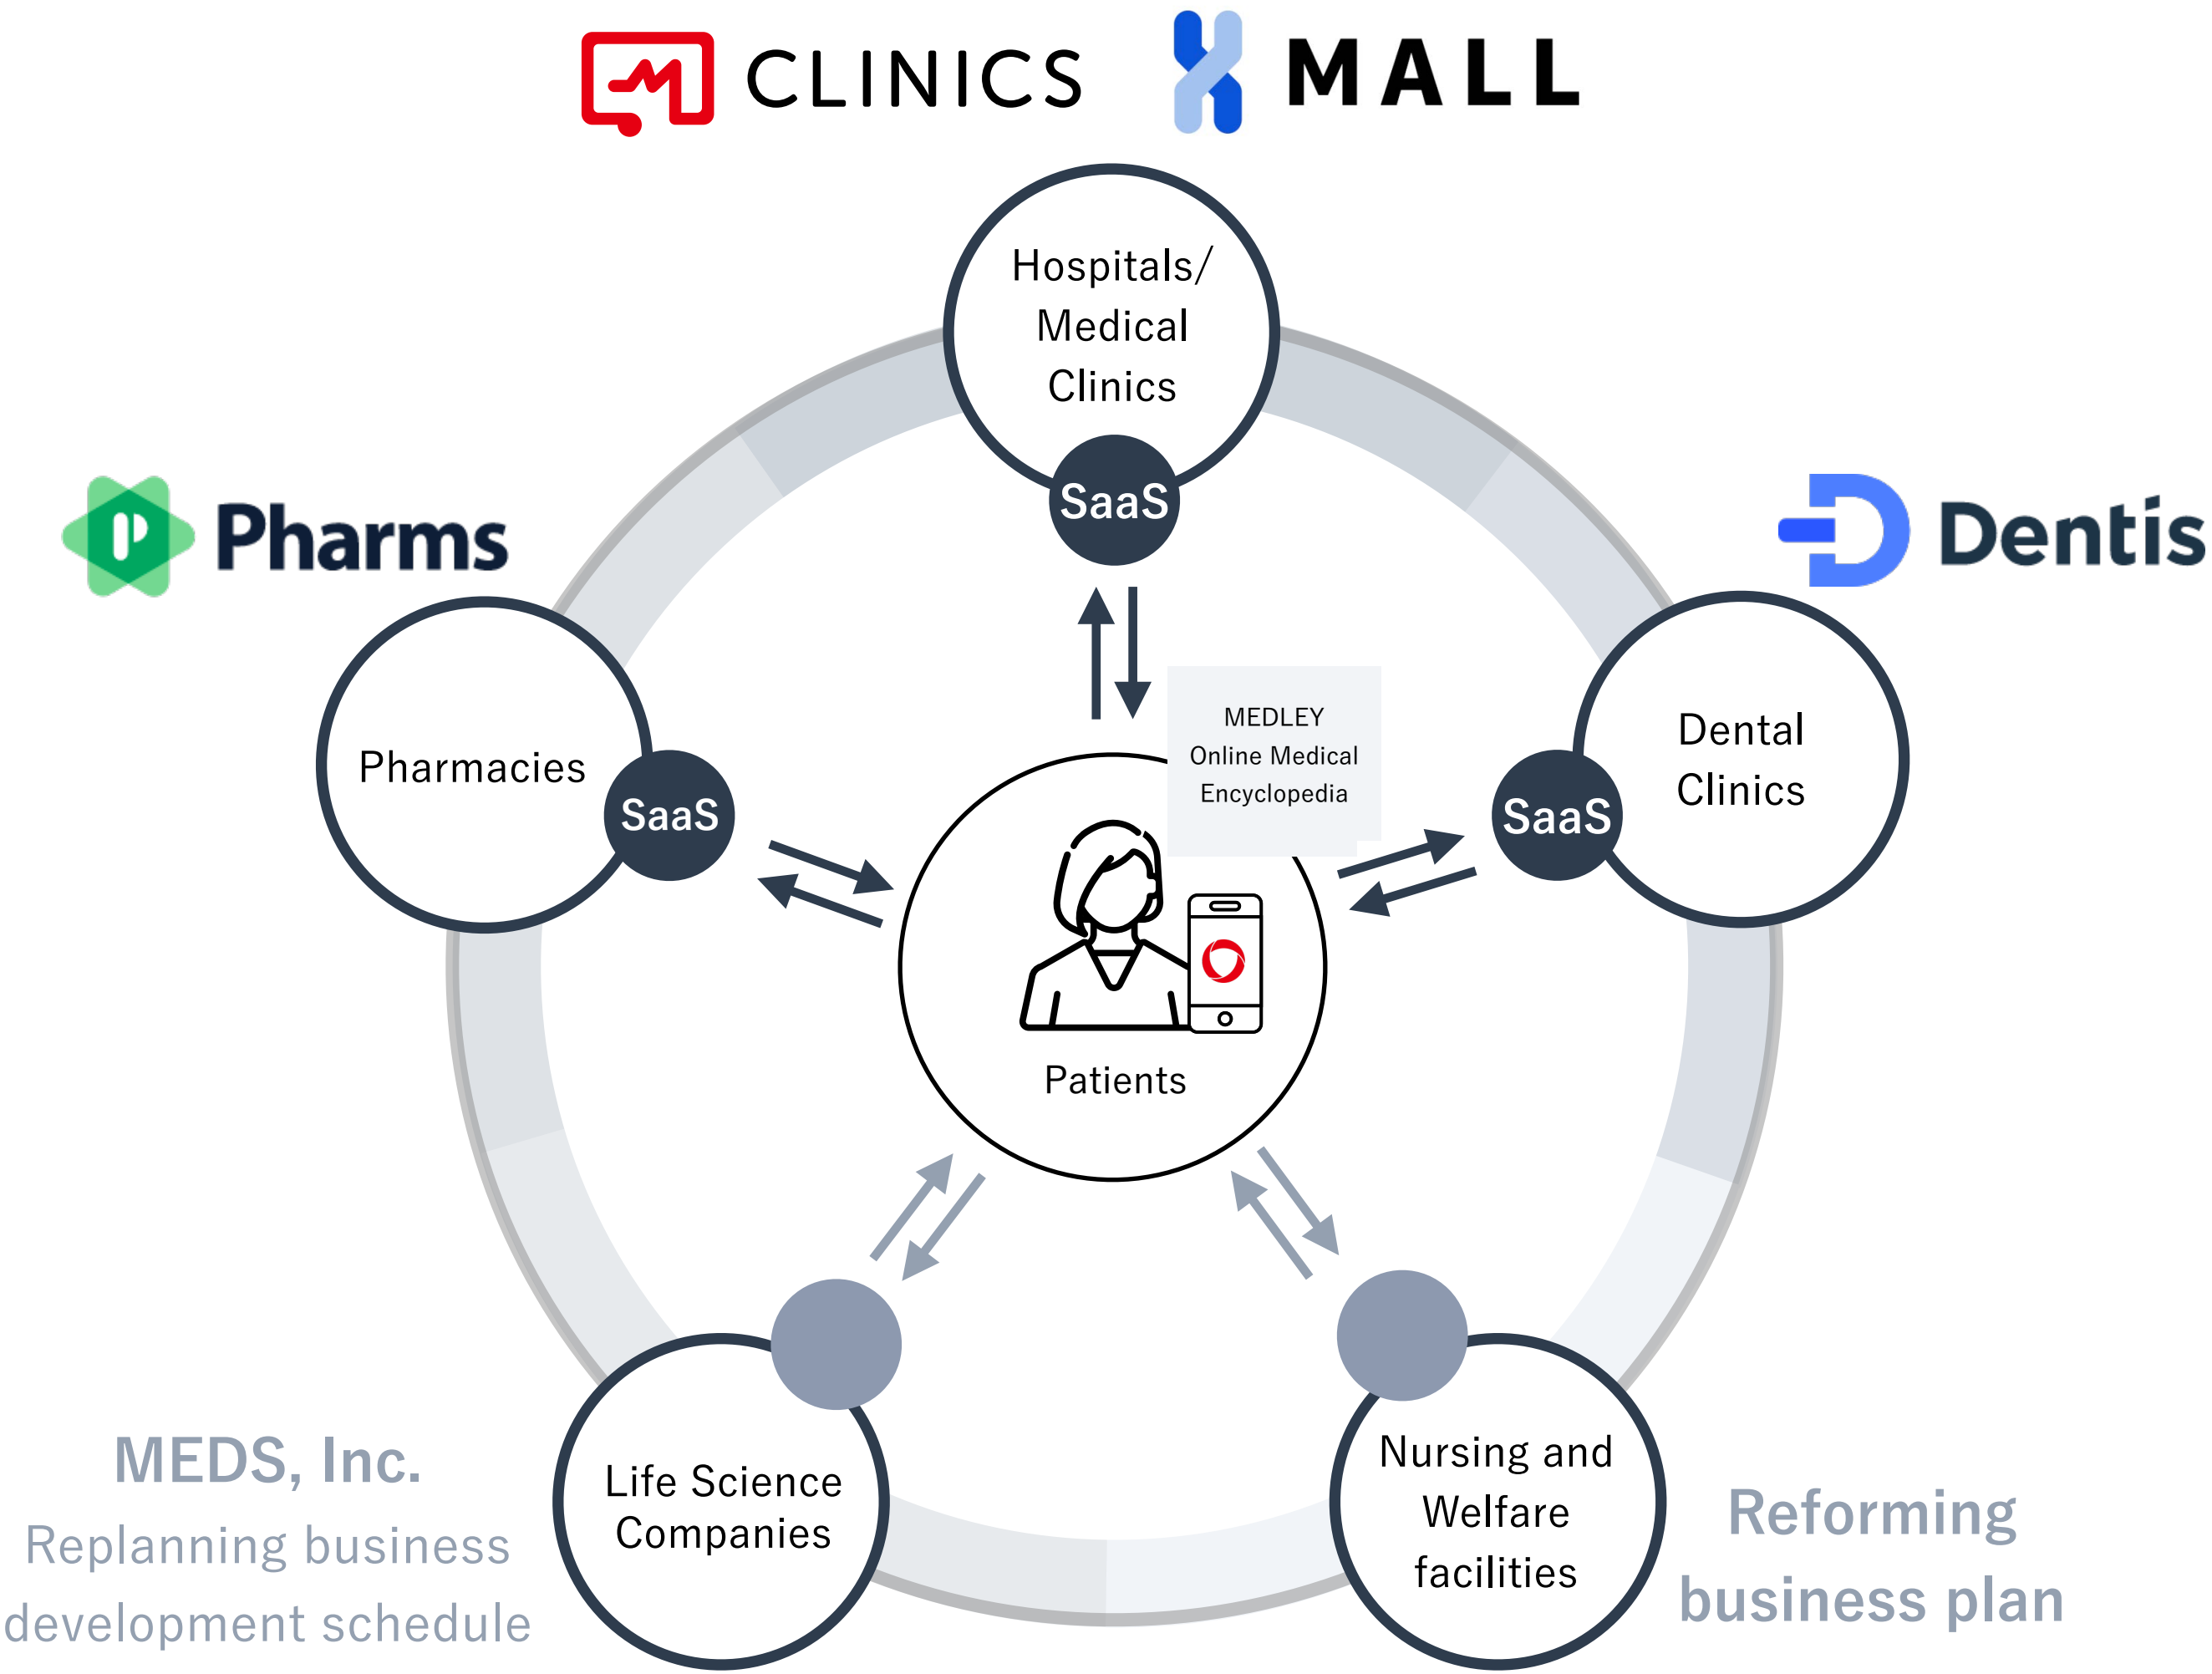 CLINICS
MALL
Hospitals/
Medical
Clinics
SaaS
Pharms
Dentis
Pharmacies
SaaS
MEDLEY
Online Medical
Encyclopedia
Dental
Clinics
SaaS
Patients
MEDS, Inc.
Replanning business
development schedule
Life Science
Companies
Nursing and
Welfare
facilities
Reforming
business plan